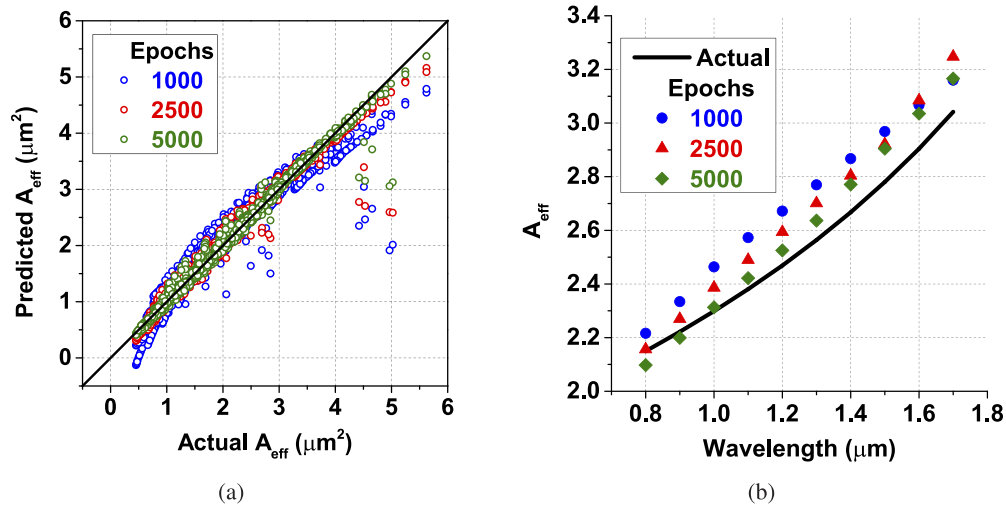 Predicted A_eff (μm²)
6
5
4
3
2
1
0
Epochs
1000
2500
5000
0 1 2 3 4 5 6
Actual A_eff (μm²)
(a)
A_eff
3.4
3.2
3.0
2.8
2.6
2.4
2.2
2.0
Actual
Epochs
1000
2500
5000
0.8 1.0 1.2 1.4 1.6 1.8
Wavelength (μm)
(b)